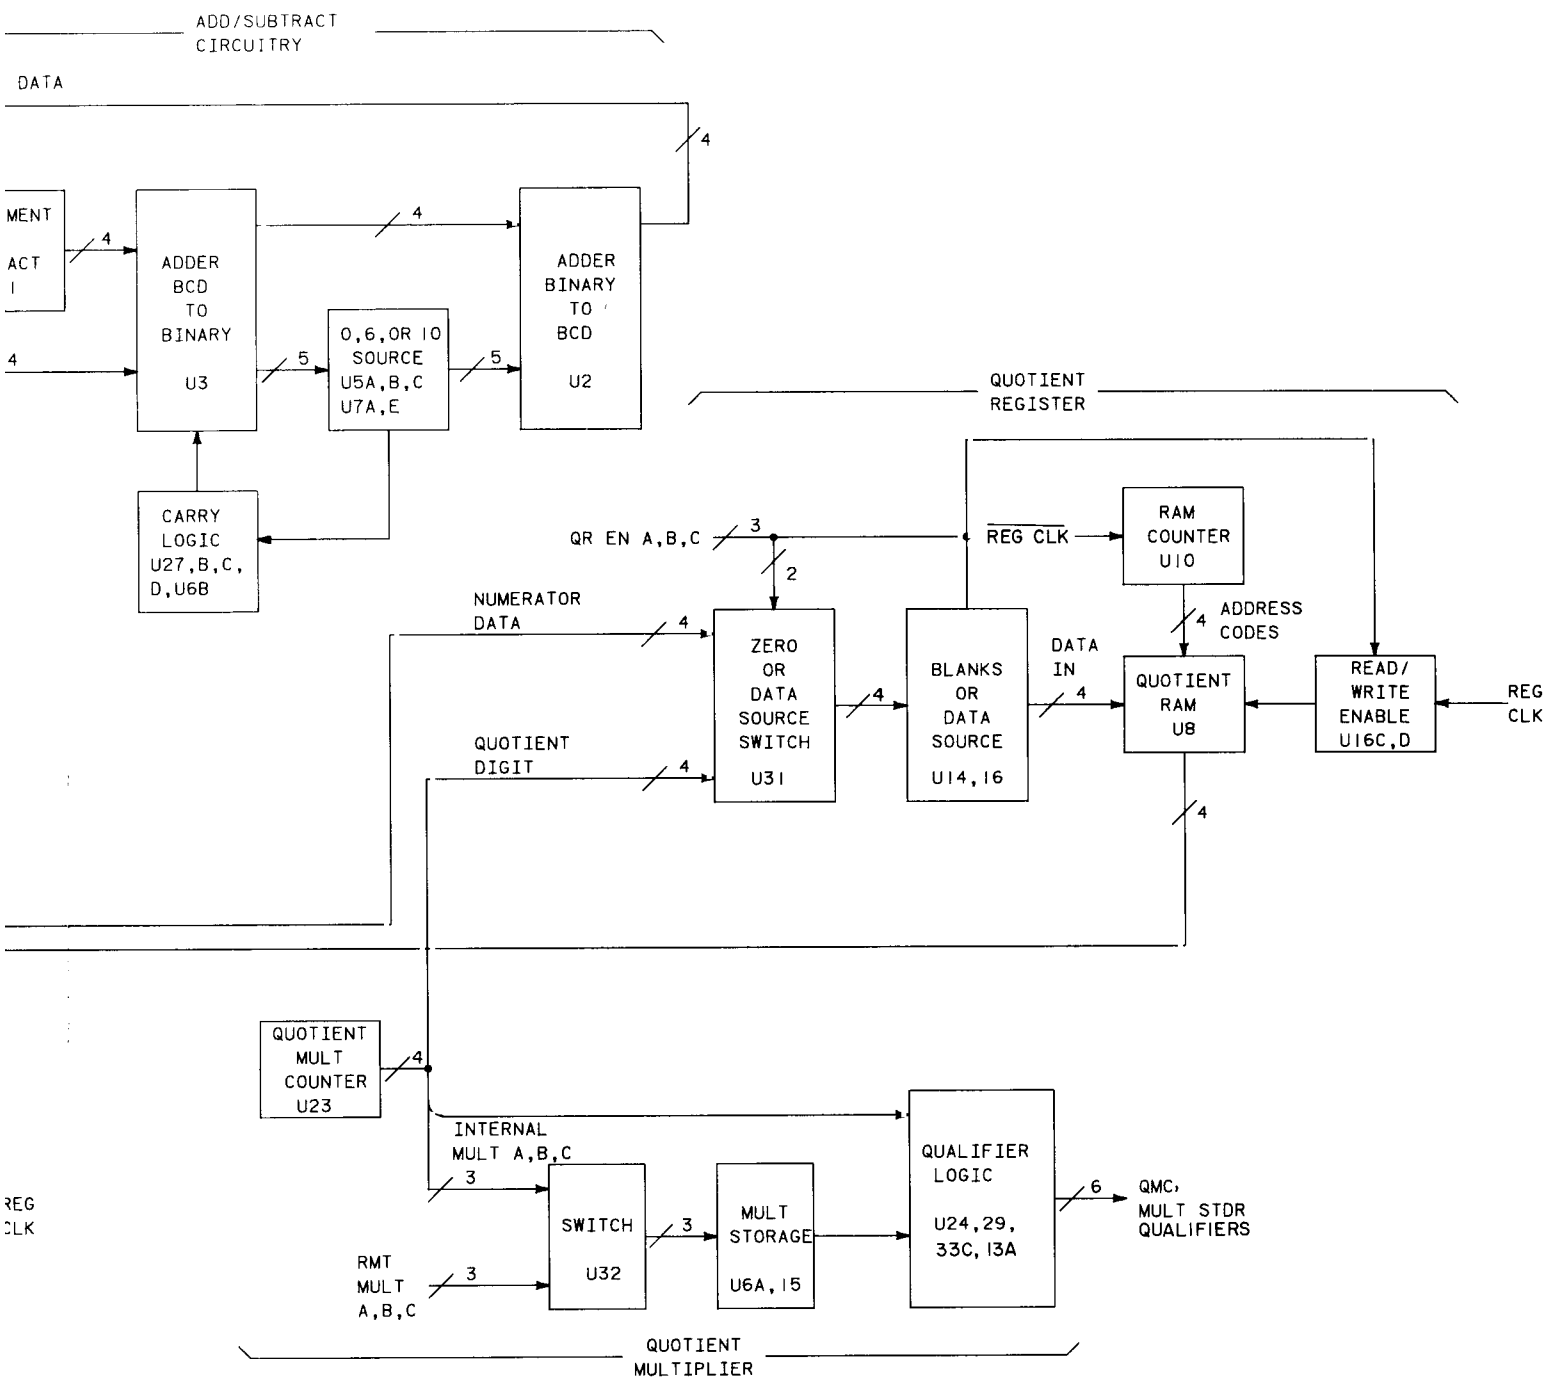 ADD/SUBTRACT
CIRCUITRY
DATA
4
MENT
ACT
1
4
4
ADDER
BCD
TO
BINARY
U3
4
5
0,6,OR 10
SOURCE
U5A,B,C
U7A,E
5
ADDER
BINARY
TO
BCD
U2
CARRY
LOGIC
U27,B,C,
D,U6B
QUOTIENT
REGISTER
QR EN A,B,C
3
2
REG CLK
RAM
COUNTER
U10
4
ADDRESS
CODES
NUMERATOR
DATA
4
QUOTIENT
DIGIT
4
ZERO
OR
DATA
SOURCE
SWITCH
U31
4
BLANKS
OR
DATA
SOURCE
U14,16
DATA
IN
4
QUOTIENT
RAM
U8
READ/
WRITE
ENABLE
U16C,D
REG
CLK
4
QUOTIENT
MULT
COUNTER
U23
4
INTERNAL
MULT A,B,C
3
RMT
MULT
A,B,C
3
SWITCH
U32
3
MULT
STORAGE
U6A,15
QUALIFIER
LOGIC
U24,29,
33C,13A
6
QMC,
MULT STDR
QUALIFIERS
REG
CLK
QUOTIENT
MULTIPLIER